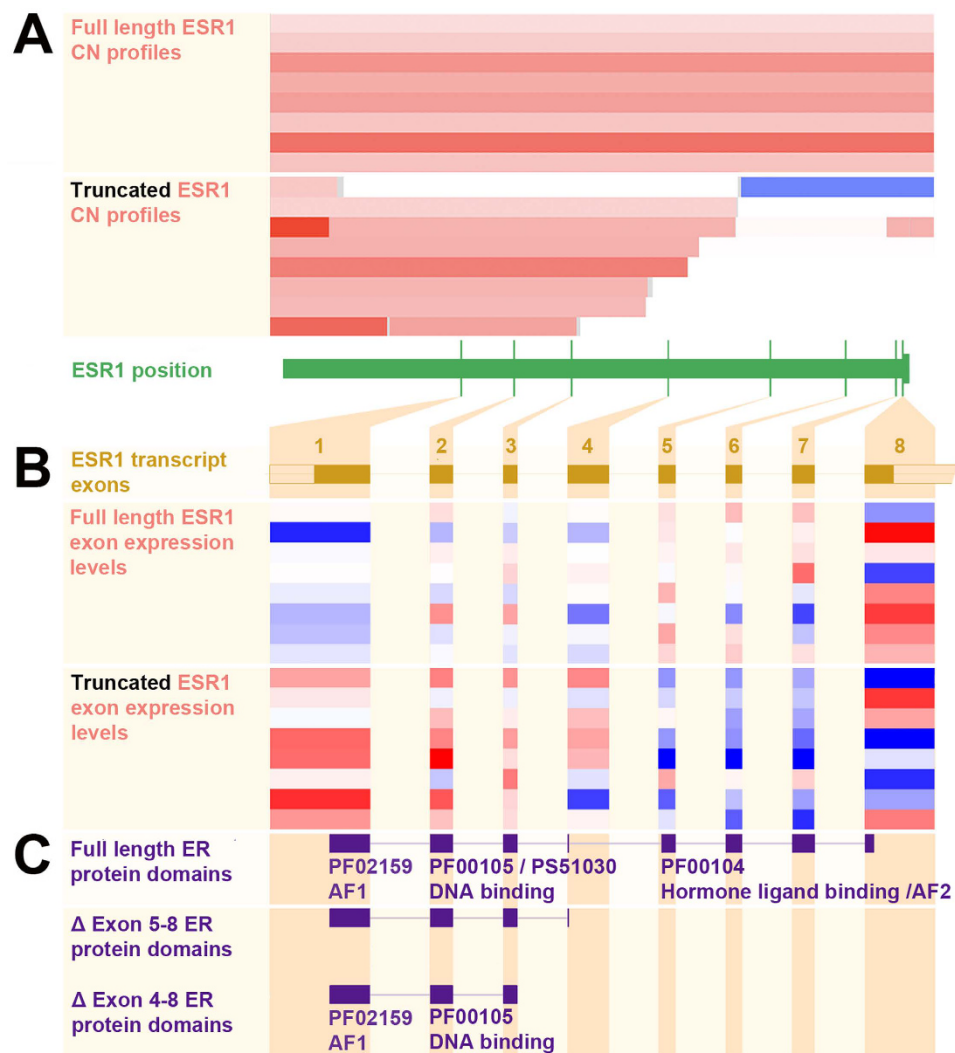 A
Full length ESR1
CN profiles
Truncated ESR1
CN profiles
ESR1 position
B
ESR1 transcript
exons
1 2 3 4 5 6 7 8
Full length ESR1
exon expression
levels
Truncated ESR1
exon expression
levels
C
Full length ER
protein domains
PF02159
AF1
PF00105 / PS51030
DNA binding
PF00104
Hormone ligand binding /AF2
Δ Exon 5-8 ER
protein domains
Δ Exon 4-8 ER
protein domains
PF02159
AF1
PF00105
DNA binding